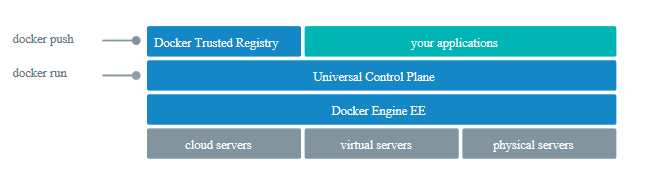 docker push
Docker Trusted Registry
your applications
docker run
Universal Control Plane
Docker Engine EE
cloud servers
virtual servers
physical servers